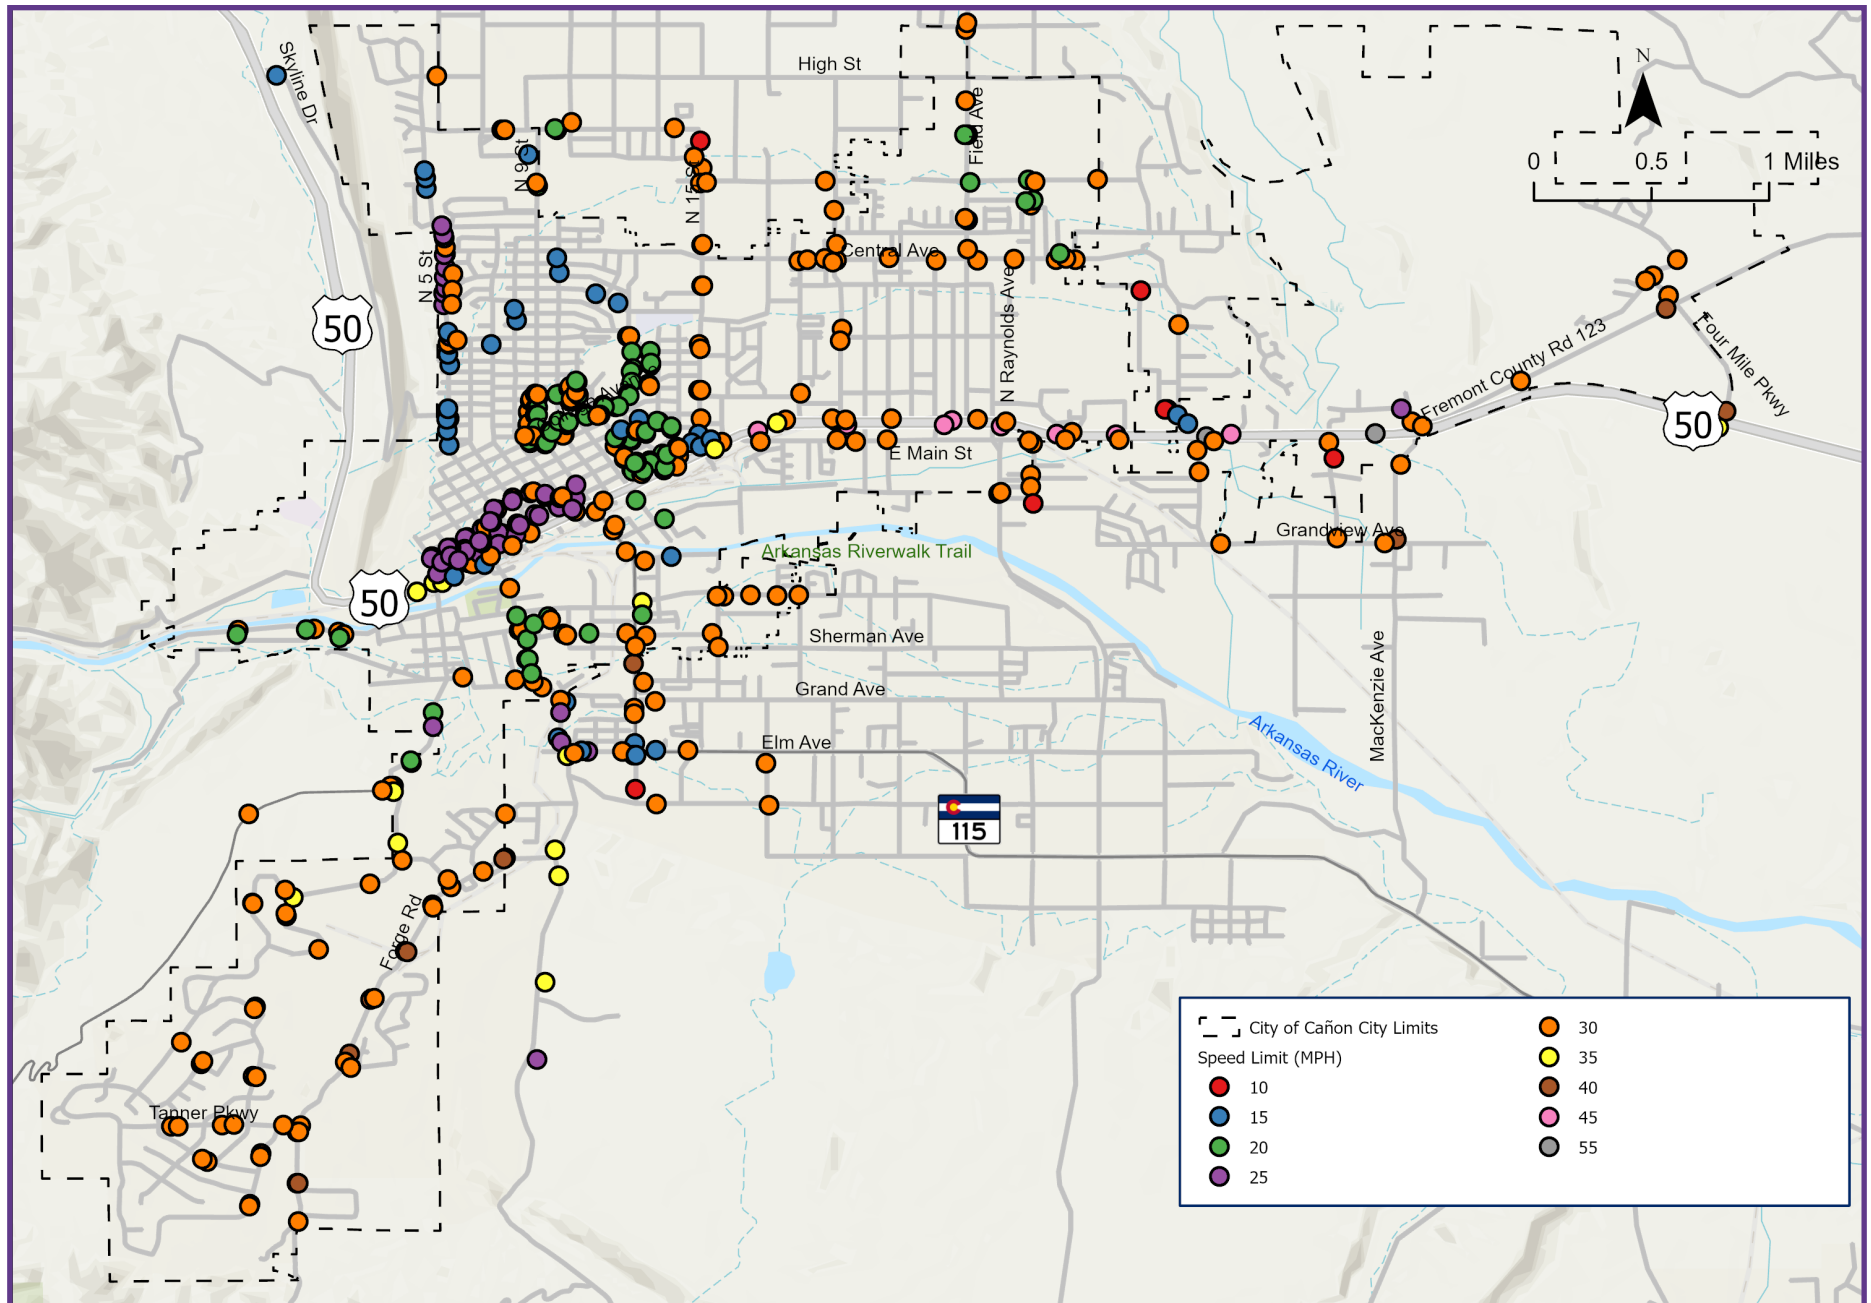 High St
N
Skyline Dr
Field Ave
0 0.5 1 Miles
N 9 St
N 15 St
Central Ave
N 5 St
N Raynolds Ave
50
Fremont County Rd 123
Four Mile Pkwy
50
E Main St
Grandview Ave
Arkansas Riverwalk Trail
50
Sherman Ave
MacKenzie Ave
Grand Ave
Elm Ave
Arkansas River
115
Forge Rd
Tanner Pkwy
City of Cañon City Limits
Speed Limit (MPH)
10
15
20
25
30
35
40
45
55